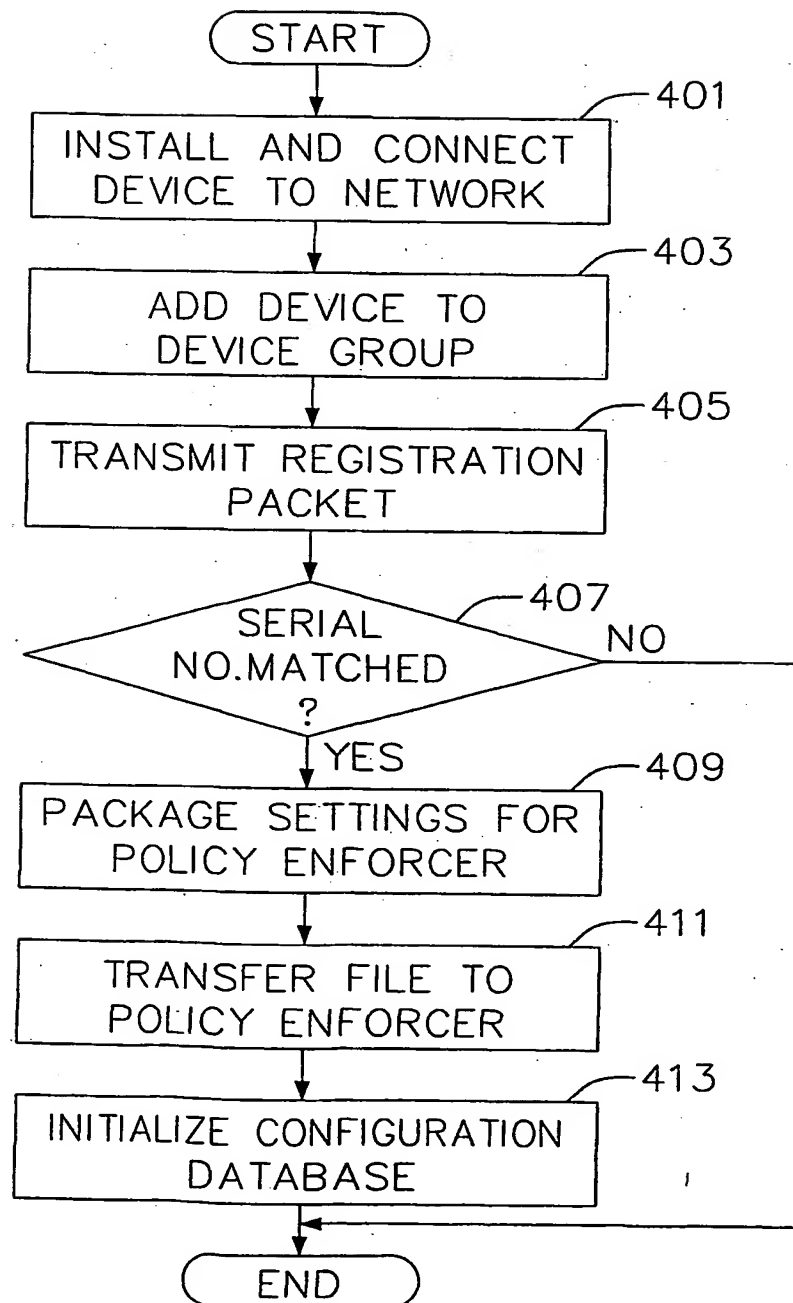 START
401
INSTALL AND CONNECT
DEVICE TO NETWORK
403
ADD DEVICE TO
DEVICE GROUP
405
TRANSMIT REGISTRATION
PACKET
407
SERIAL
NO.MATCHED
?
NO
YES
409
PACKAGE SETTINGS FOR
POLICY ENFORCER
411
TRANSFER FILE TO
POLICY ENFORCER
413
INITIALIZE CONFIGURATION
DATABASE
END